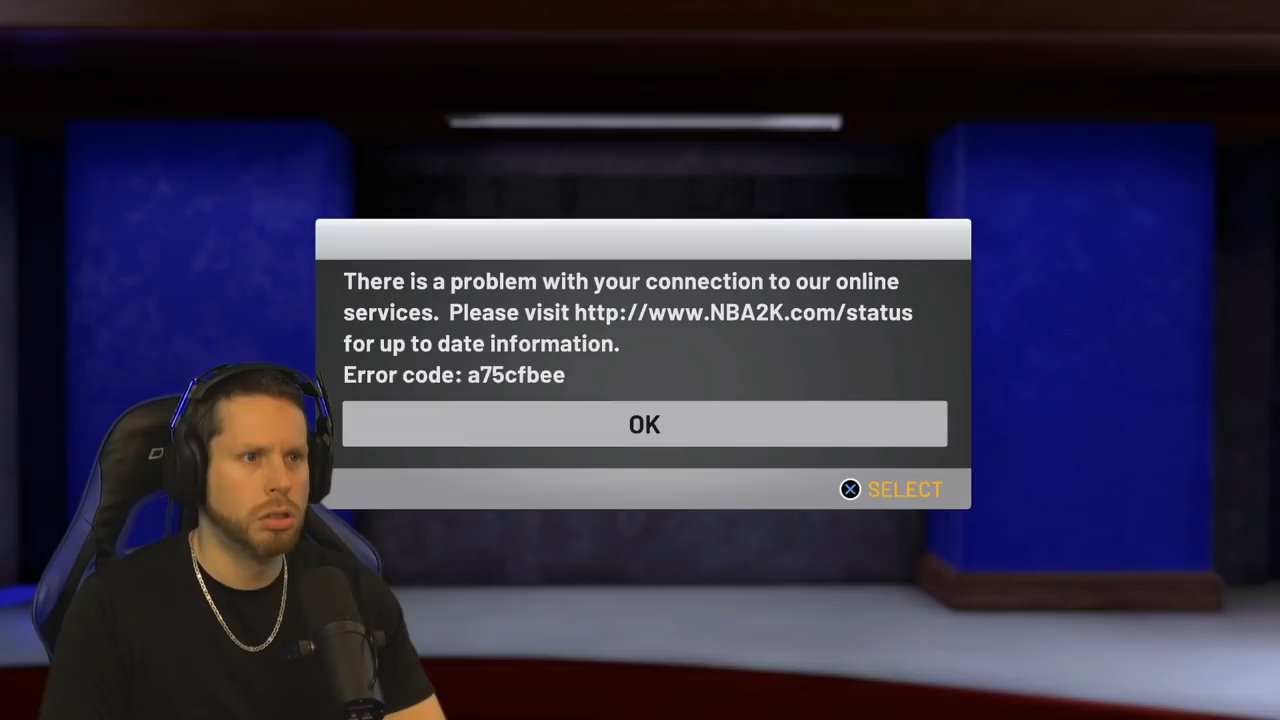 There is a problem with your connection to our online
services.  Please visit http://www.NBA2K.com/status
for up to date information.
Error code: a75cfbee
OK
SELECT